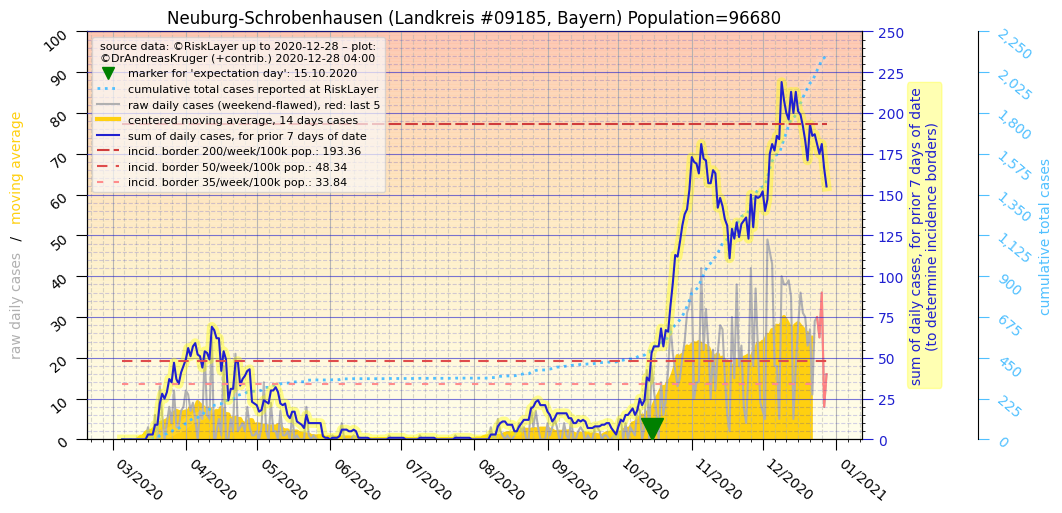 Neuburg-Schrobenhausen (Landkreis #09185, Bayern) Population=96680
source data: ©RiskLayer up to 2020-12-28 – plot:
©DrAndreasKruger (+contrib.) 2020-12-28 04:00
marker for 'expectation day': 15.10.2020
cumulative total cases reported at RiskLayer
raw daily cases (weekend-flawed), red: last 5
centered moving average, 14 days cases
sum of daily cases, for prior 7 days of date
incid. border 200/week/100k pop.: 193.36
incid. border 50/week/100k pop.: 48.34
incid. border 35/week/100k pop.: 33.84
raw daily cases / moving average
100
90
80
70
60
50
40
30
20
10
0
03/2020
04/2020
05/2020
06/2020
07/2020
08/2020
09/2020
10/2020
11/2020
12/2020
01/2021
250
225
200
175
150
125
100
75
50
25
0
sum of daily cases, for prior 7 days of date
(to determine incidence borders)
2,250
2,025
1,800
1,575
1,350
1,125
900
675
450
225
0
cumulative total cases